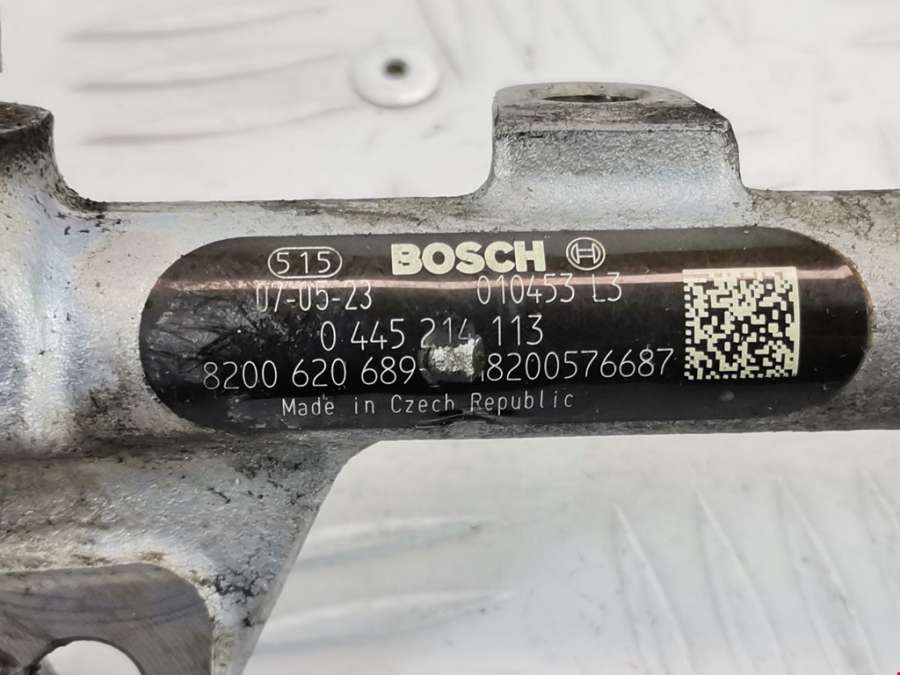 515 BOSCH
07-05-23 010453 L3
0 445 214 113
8200 620 689 8200576687
Made in Czech Republic